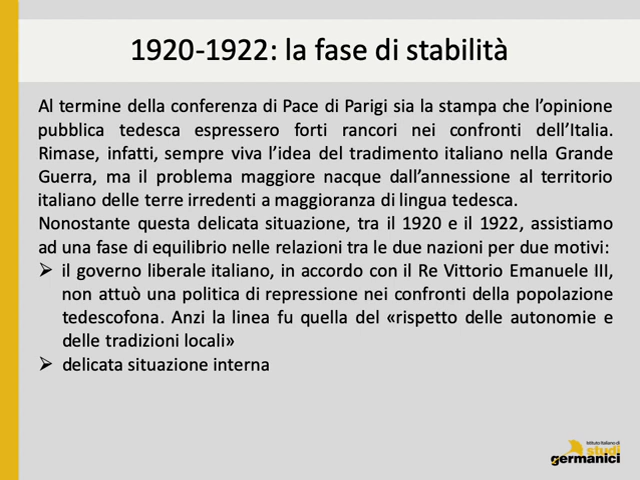 1920-1922: la fase di stabilità
Al termine della conferenza di Pace di Parigi sia la stampa che l’opinione
pubblica tedesca espressero forti rancori nei confronti dell’Italia.
Rimase, infatti, sempre viva l’idea del tradimento italiano nella Grande
Guerra, ma il problema maggiore nacque dall’annessione al territorio
italiano delle terre irredenti a maggioranza di lingua tedesca.
Nonostante questa delicata situazione, tra il 1920 e il 1922, assistiamo
ad una fase di equilibrio nelle relazioni tra le due nazioni per due motivi:
➢ il governo liberale italiano, in accordo con il Re Vittorio Emanuele III,
non attuò una politica di repressione nei confronti della popolazione
tedescofona. Anzi la linea fu quella del «rispetto delle autonomie e
delle tradizioni locali»
➢ delicata situazione interna
Istituto Italiano di
studi
germanici